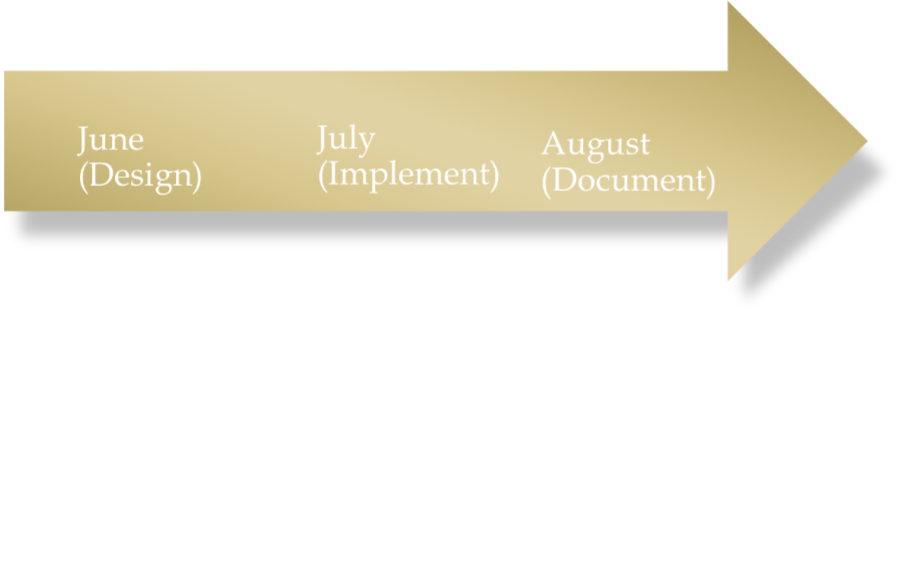 June
(Design)
July
(Implement)
August
(Document)